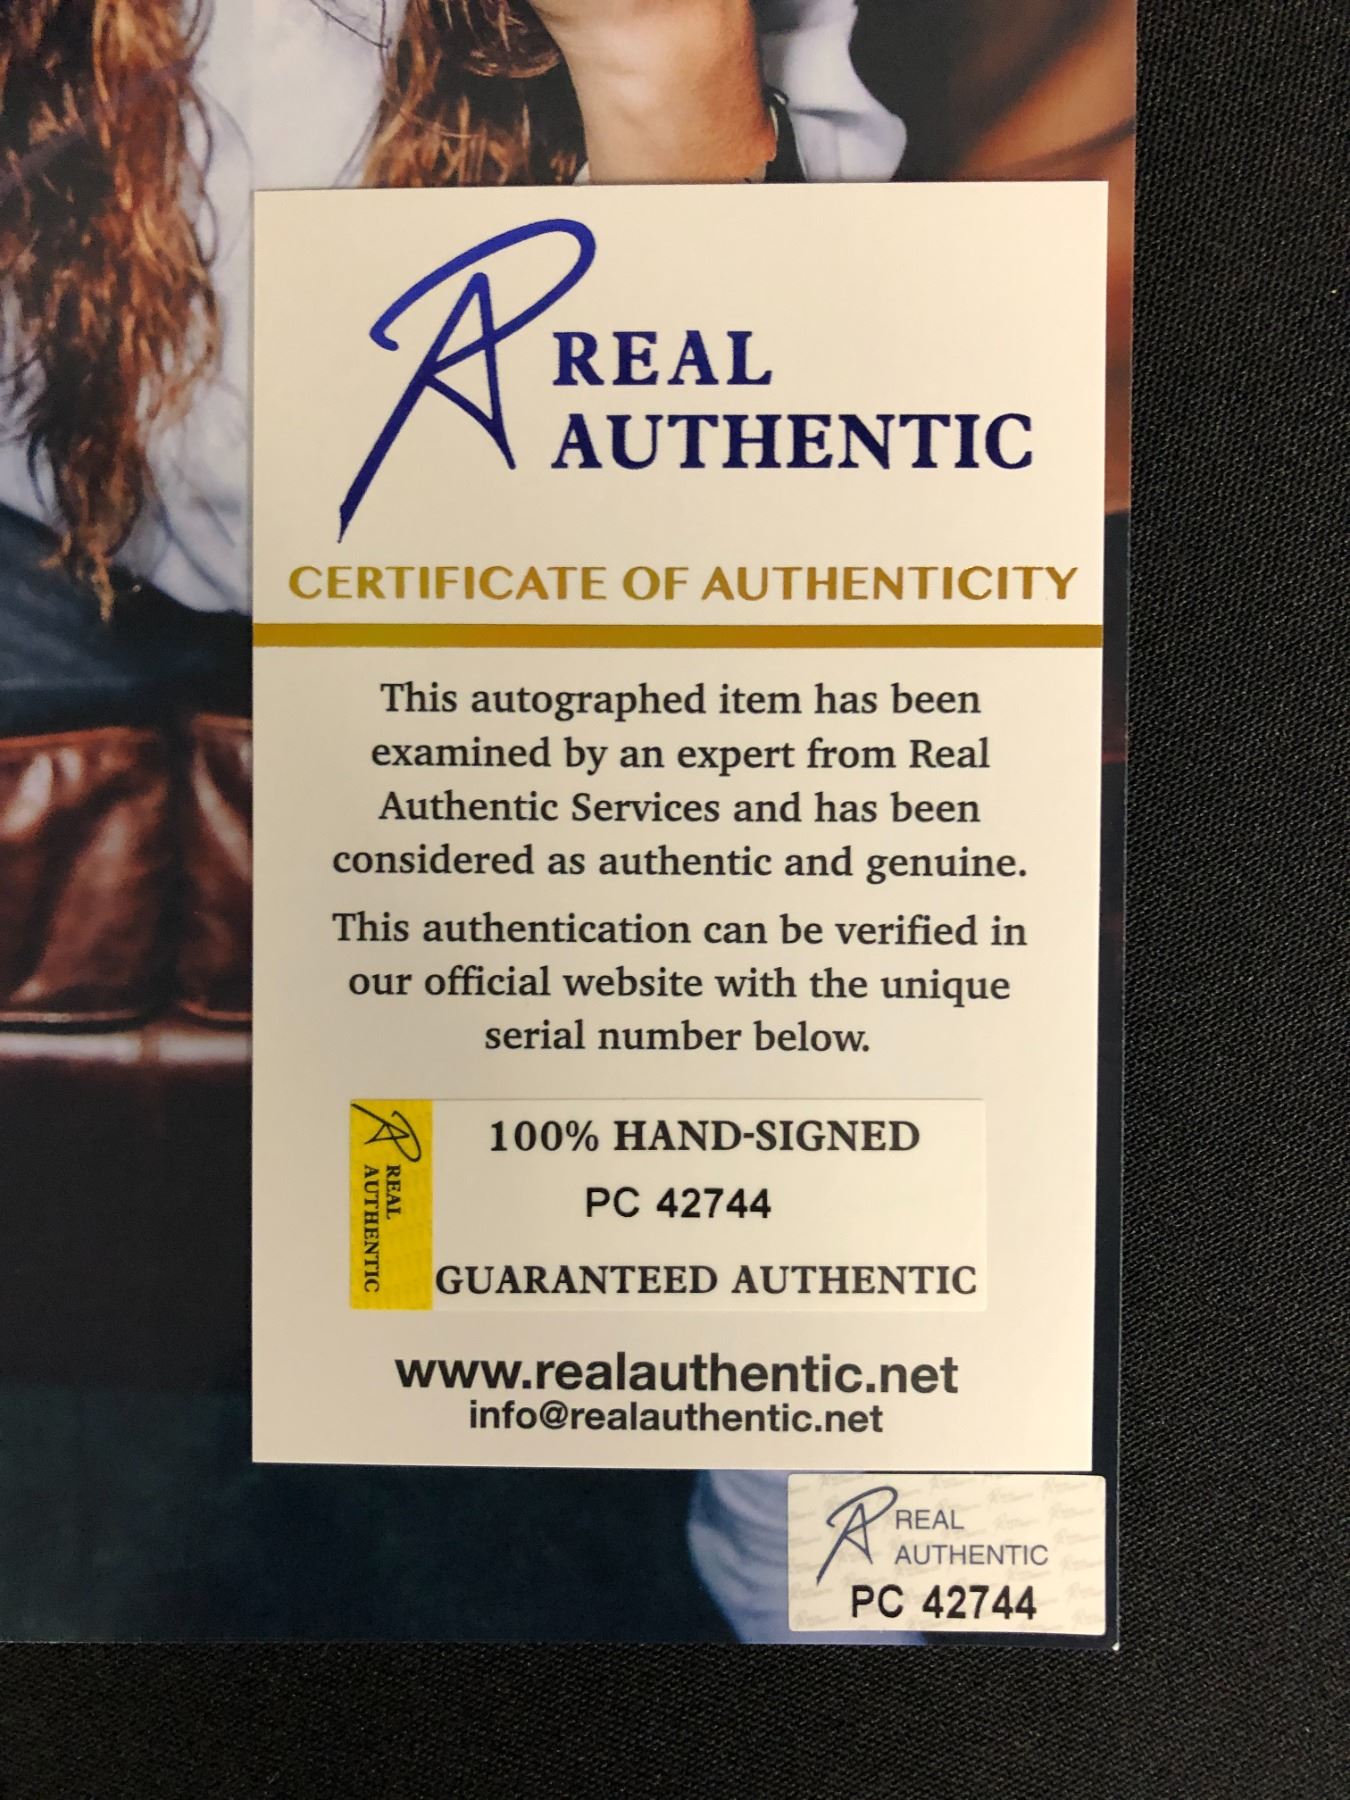 REAL
AUTHENTIC
CERTIFICATE OF AUTHENTICITY
This autographed item has been
examined by an expert from Real
Authentic Services and has been
considered as authentic and genuine.
This authentication can be verified in
our official website with the unique
serial number below.
REAL
AUTHENTIC
100% HAND-SIGNED
PC 42744
GUARANTEED AUTHENTIC
www.realauthentic.net
info@realauthentic.net
REAL
AUTHENTIC
PC 42744